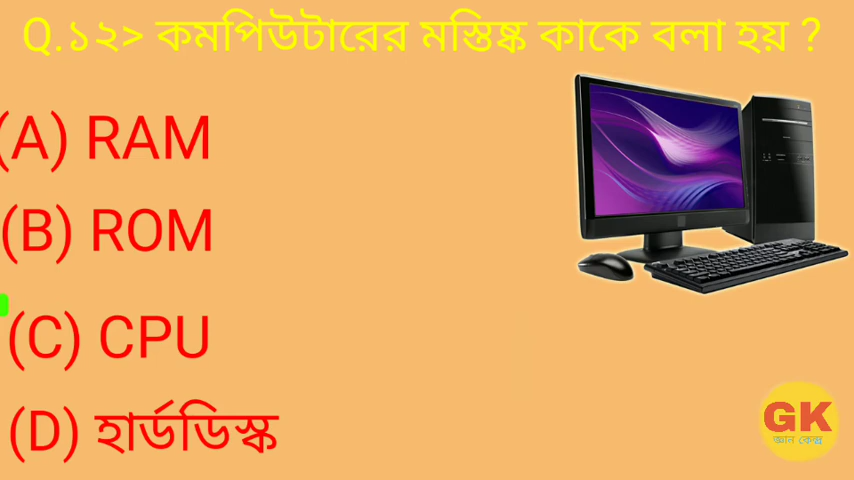 Q.১২> কমপিউটারের মস্তিষ্ক কাকে বলা হয় ?
(A) RAM
(B) ROM
(C) CPU
(D) হার্ডডিস্ক
GK
জ্ঞান কেন্দ্র